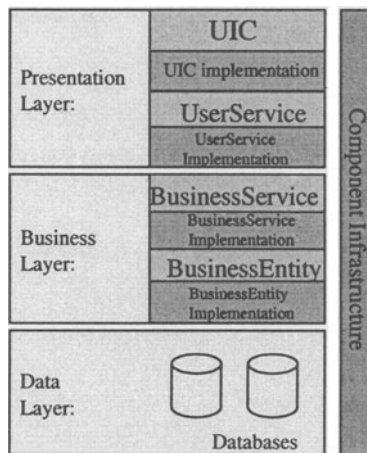 UIC
UIC implementation
Presentation
Layer:
UserService
UserService
Implementation
BusinessService
BusinessService
Implementation
Business
Layer:
BusinessEntity
BusinessEntity
Implementation
Data
Layer:
Databases
Component Infrastructure